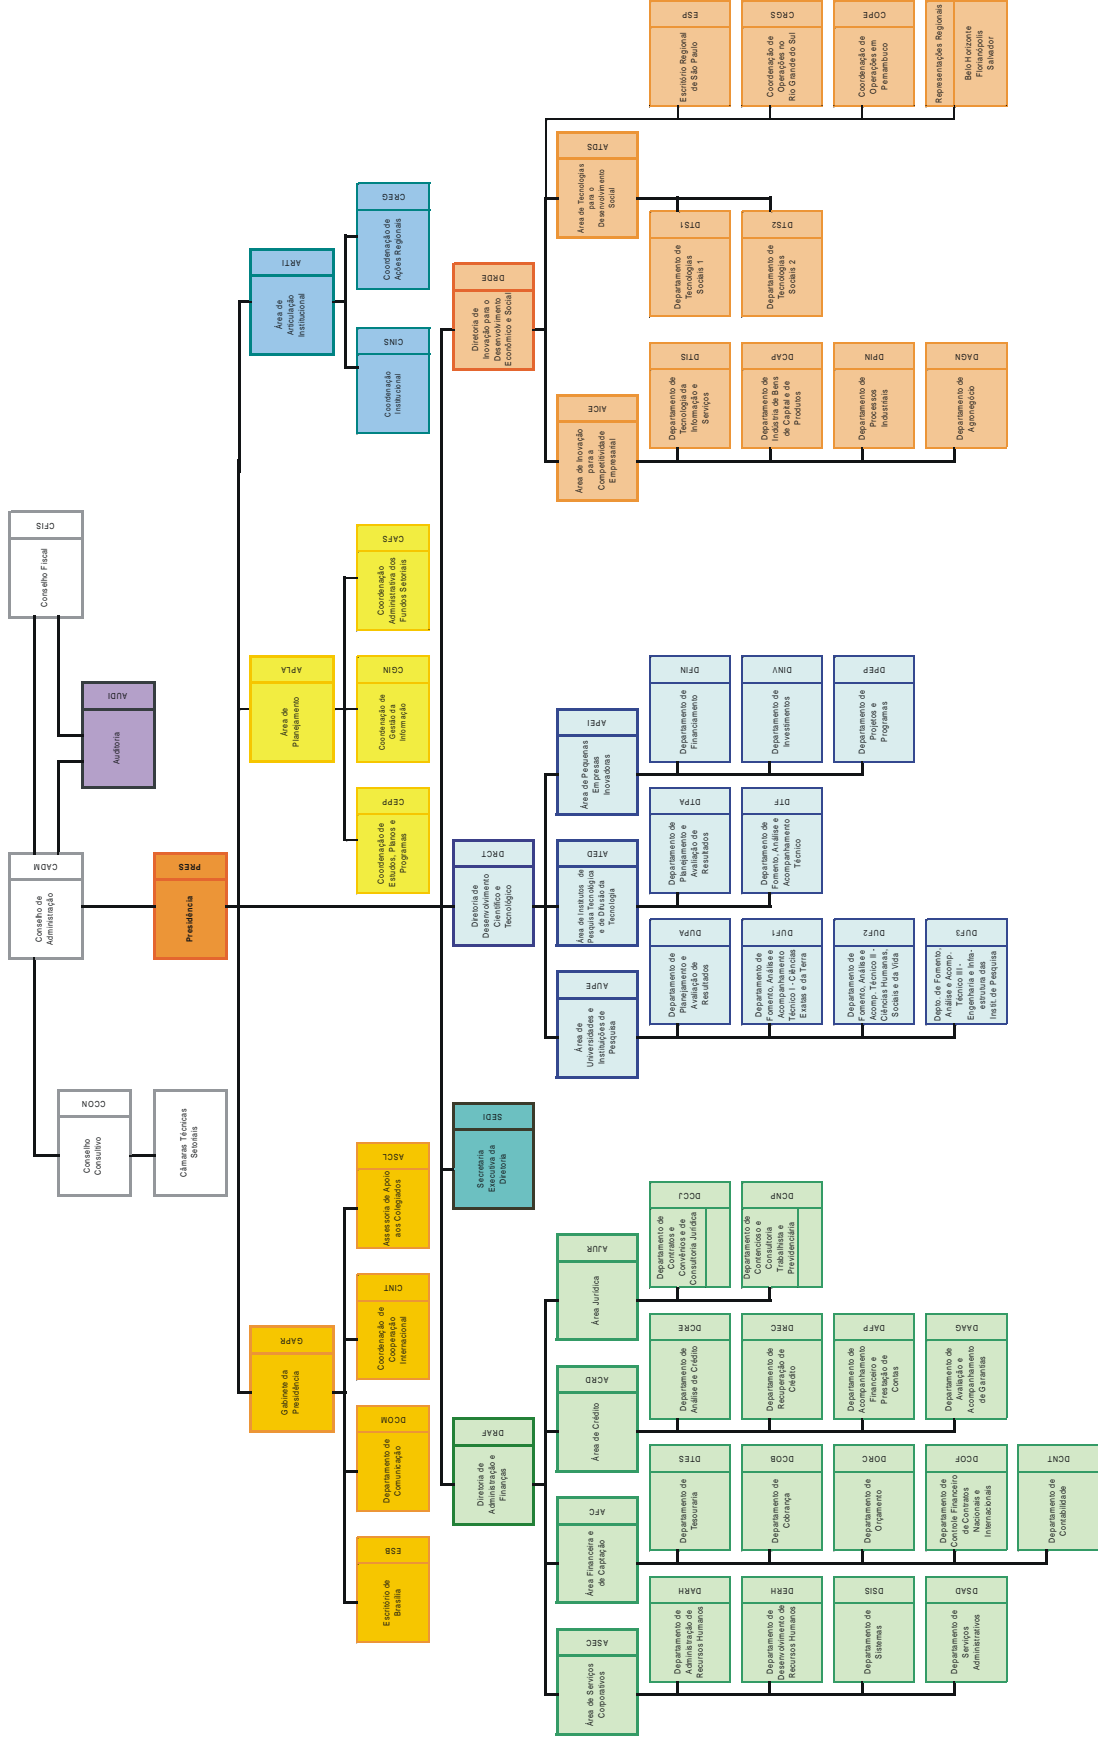 CFIS
Conselho Fiscal
CADM
Conselho de
Administração
AUDI
Auditoria
CCON
Conselho
Consultivo
Câmaras Técnicas
Setoriais
PRES
Presidência
GAPR
Gabinete da
Presidência
APLA
Área de
Planejamento
ARTI
Área de
Articulação
Institucional
ESB
Escritório de
Brasília
DCOM
Departamento de
Comunicação
CINT
Coordenação de
Cooperação
Internacional
ASCL
Assessoria de Apoio
aos Colegiados
CEPP
Coordenação de
Estudos, Planos e
Programas
CGIN
Coordenação de
Gestão da
Informação
CAFS
Coordenação
Administrativa dos
Fundos Setoriais
CINS
Coordenação
Institucional
CREG
Coordenação de
Ações Regionais
DRAF
Diretoria de
Administração e
Finanças
SEDI
Secretaria
Executiva da
Diretoria
DRCT
Diretoria de
Desenvolvimento
Científico e
Tecnológico
DRDE
Diretoria de
Inovação para o
Desenvolvimento
Econômico e Social
ASEC
Área de Serviços
Corporativos
AFC
Área Financeira e
de Captação
ACRD
Área de Crédito
AJUR
Área Jurídica
AUPE
Área de
Universidades e
Instituições de
Pesquisa
ATED
Área de Institutos de
Pesquisa Tecnológica
e de Difusão da
Tecnologia
APEI
Área de Pequenas
Empresas
Inovadoras
AICE
Área de Inovação
para a
Competitividade
Empresarial
ATDS
Área de Tecnologias
para o
Desenvolvimento
Social
DARH
Departamento de
Administração de
Recursos Humanos
DERH
Departamento de
Desenvolvimento de
Recursos Humanos
DSIS
Departamento de
Sistemas
DSAD
Departamento de
Serviços
Administrativos
DTES
Departamento de
Tesouraria
DCOB
Departamento de
Cobrança
DORC
Departamento de
Orçamento
DCOF
Departamento de
Controle Financeiro
de Contratos
Nacionais e
Internacionais
DCNT
Departamento de
Contabilidade
DCRE
Departamento de
Análise de Crédito
DREC
Departamento de
Recuperação de
Crédito
DAFP
Departamento de
Acompanhamento
Financeiro e
Prestação de
Contas
DAAG
Departamento de
Avaliação e
Acompanhamento
de Garantias
DCCJ
Departamento de
Contratos e
Convênios e de
Consultoria Jurídica
DCNP
Departamento de
Contencioso e
Consultoria
Trabalhista e
Previdenciária
DUPA
Departamento de
Planejamento e
Avaliação de
Resultados
DUF1
Departamento de
Fomento, Análise e
Acompanhamento
Técnico I - Ciências
Exatas e da Terra
DUF2
Departamento de
Fomento, Análise e
Acomp. Técnico II -
Ciências Humanas,
Sociais e da Vida
DUF3
Depto. de Fomento,
Análise e Acomp.
Técnico III -
Engenharia e Infra-
estrutura das
Instit. de Pesquisa
DTPA
Departamento de
Planejamento e
Avaliação de
Resultados
DTF
Departamento de
Fomento, Análise e
Acompanhamento
Técnico
DFIN
Departamento de
Financiamento
DINV
Departamento de
Investimentos
DPEP
Departamento de
Projetos e
Programas
DTIS
Departamento de
Tecnologia da
Informação e
Serviços
DCAP
Departamento de
Indústria de Bens
de Capital e de
Produtos
DPIN
Departamento de
Processos
Industriais
DAGN
Departamento de
Agronegócio
DTS1
Departamento de
Tecnologias
Sociais 1
DTS2
Departamento de
Tecnologias
Sociais 2
ESP
Escritório Regional
de São Paulo
CRGS
Coordenação de
Operações no
Rio Grande do Sul
COPE
Coordenação de
Operações em
Pernambuco
Representações Regionais
Belo Horizonte
Florianópolis
Salvador